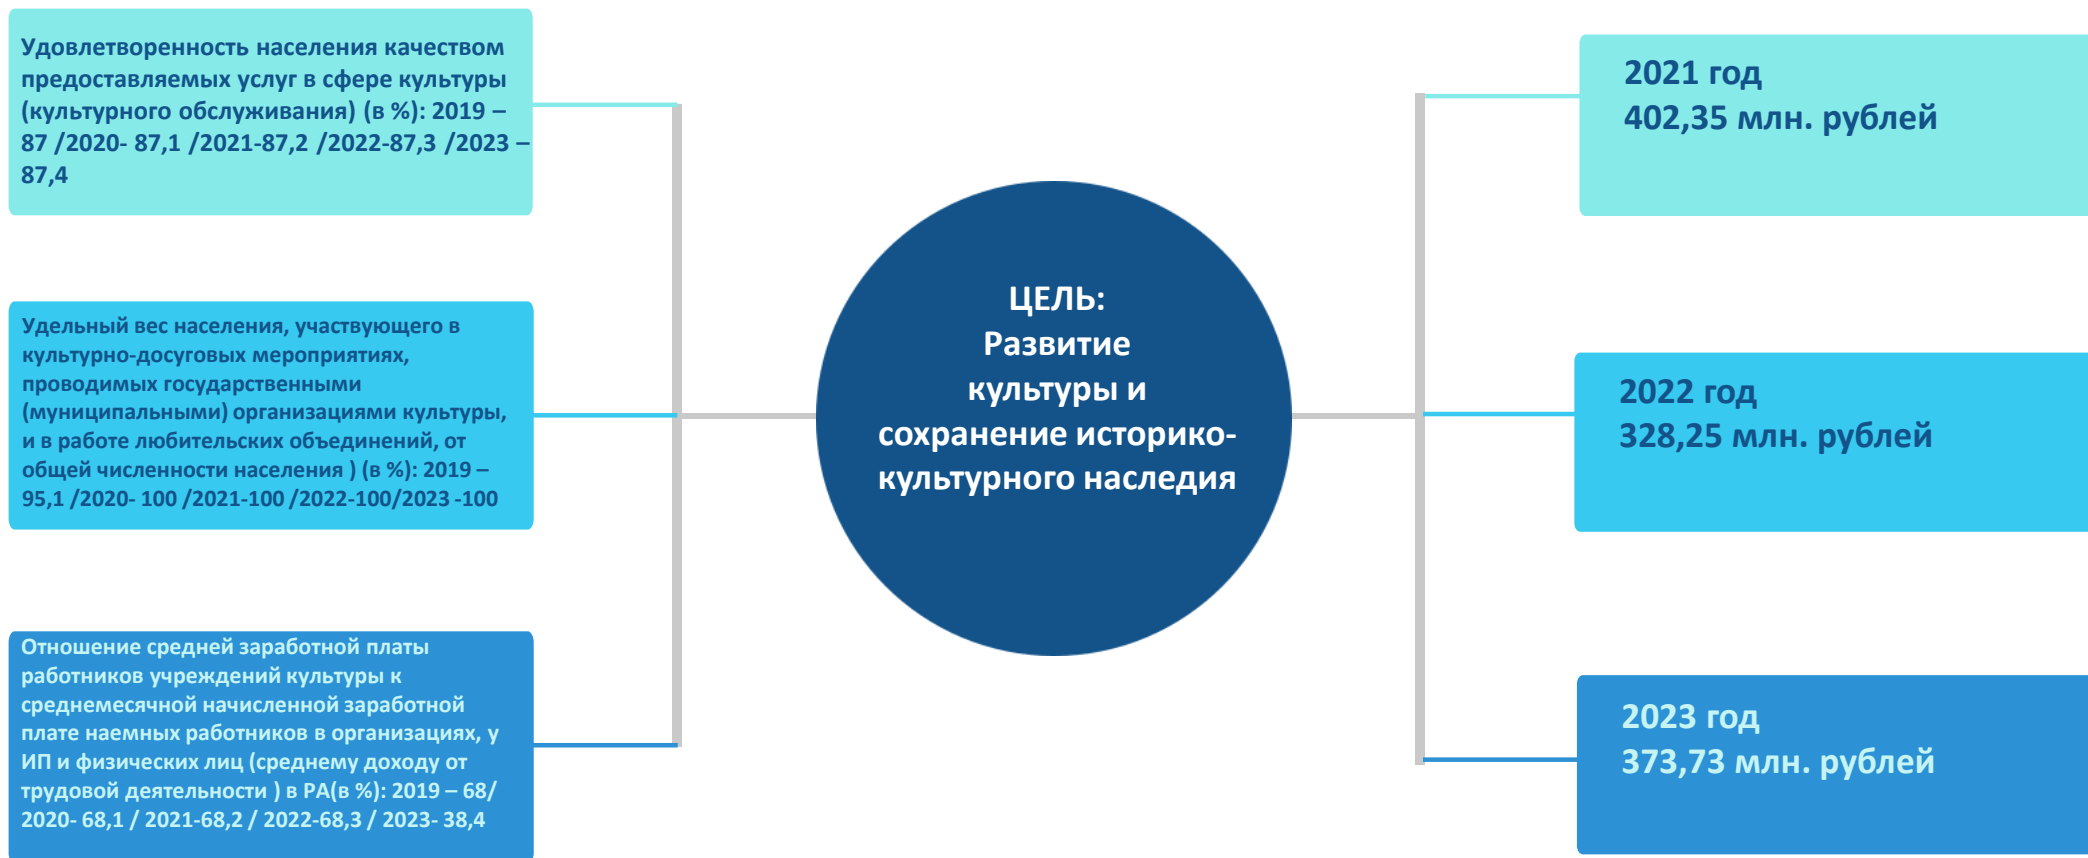 Удовлетворенность населения качеством
предоставляемых услуг в сфере культуры
(культурного обслуживания) (в %): 2019 –
87 /2020- 87,1 /2021-87,2 /2022-87,3 /2023 –
87,4
Удельный вес населения, участвующего в
культурно-досуговых мероприятиях,
проводимых государственными
(муниципальными) организациями культуры,
и в работе любительских объединений, от
общей численности населения ) (в %): 2019 –
95,1 /2020- 100 /2021-100 /2022-100/2023 -100
Отношение средней заработной платы
работников учреждений культуры к
среднемесячной начисленной заработной
плате наемных работников в организациях, у
ИП и физических лиц (среднему доходу от
трудовой деятельности ) в РА(в %): 2019 – 68/
2020- 68,1 / 2021-68,2 / 2022-68,3 / 2023- 38,4
ЦЕЛЬ:
Развитие
культуры и
сохранение историко-
культурного наследия
2021 год
402,35 млн. рублей
2022 год
328,25 млн. рублей
2023 год
373,73 млн. рублей